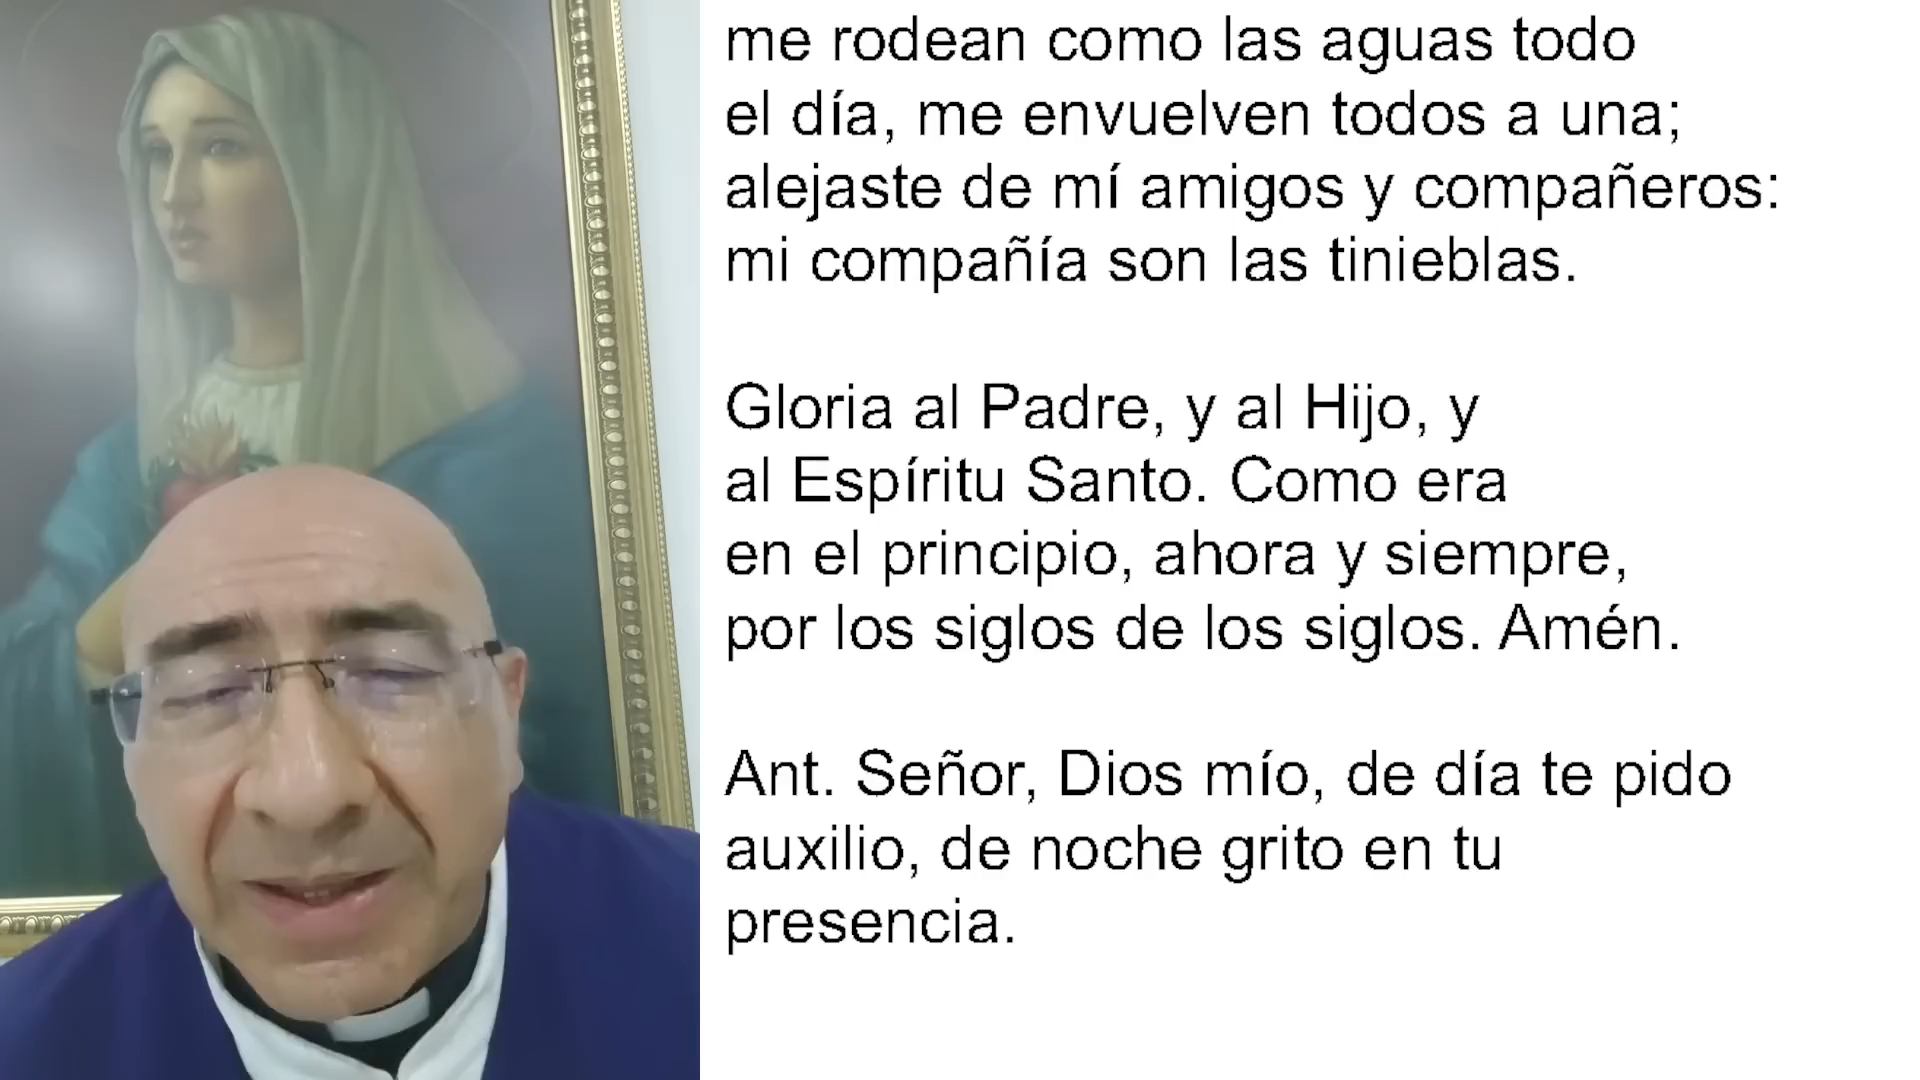 me rodean como las aguas todo
el día, me envuelven todos a una;
alejaste de mí amigos y compañeros:
mi compañía son las tinieblas.
Gloria al Padre, y al Hijo, y
al Espíritu Santo. Como era
en el principio, ahora y siempre,
por los siglos de los siglos. Amén.
Ant. Señor, Dios mío, de día te pido
auxilio, de noche grito en tu
presencia.